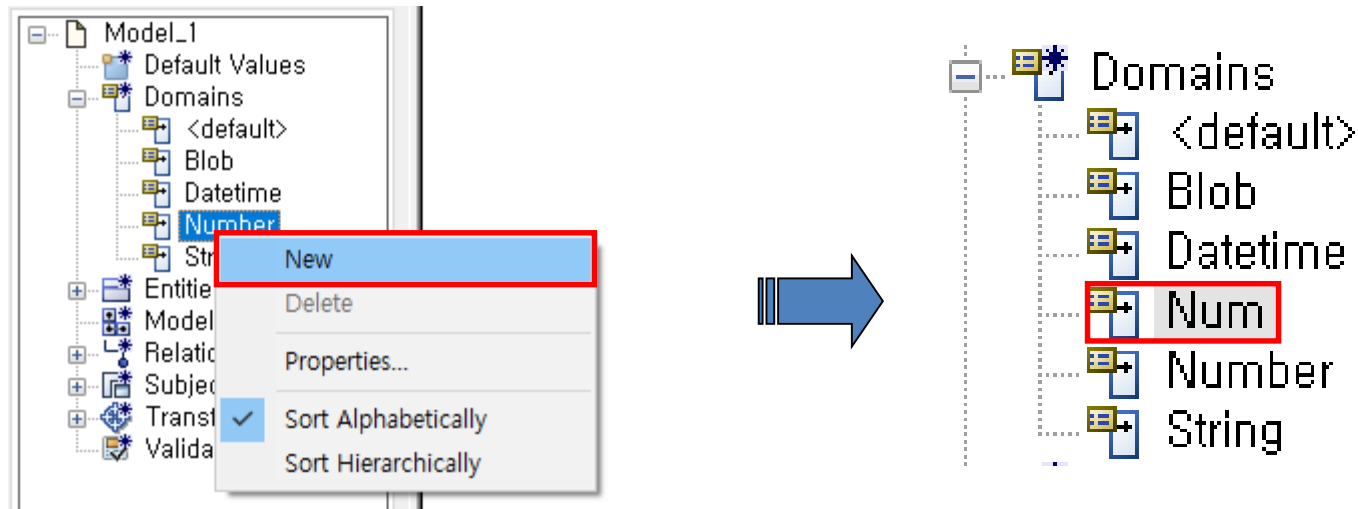 Model_1
Default Values
Domains
<default>
Blob
Datetime
Number
Str
Entitie
Model
Relatic
Subjec
Transf
Valida
New
Delete
Properties...
Sort Alphabetically
Sort Hierarchically
Domains
<default>
Blob
Datetime
Num
Number
String